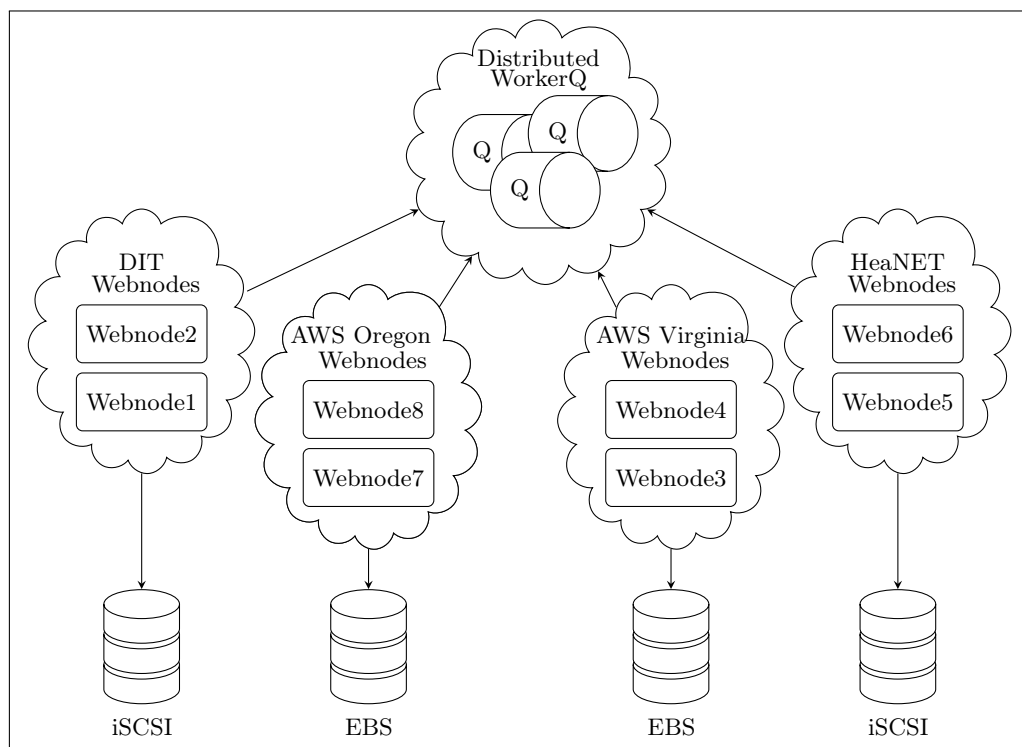 Distributed
WorkerQ
Q
Q
Q
DIT
Webnodes
Webnode2
Webnode1
AWS Oregon
Webnodes
Webnode8
Webnode7
AWS Virginia
Webnodes
Webnode4
Webnode3
HeaNET
Webnodes
Webnode6
Webnode5
iSCSI
EBS
EBS
iSCSI